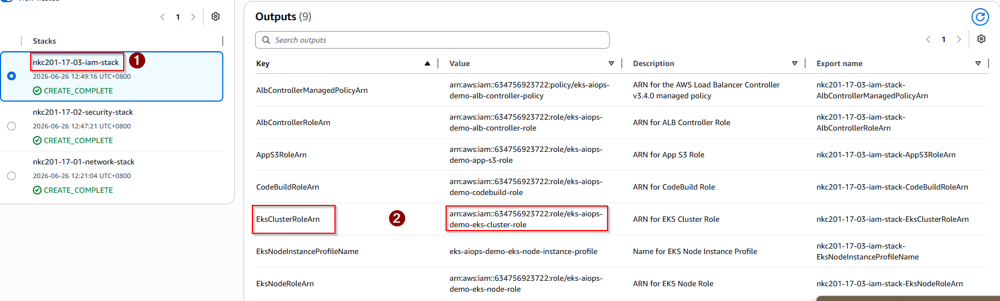 1
Stacks
nkc201-17-03-iam-stack
1
2026-06-26 12:49:16 UTC+0800
CREATE_COMPLETE
nkc201-17-02-security-stack
2026-06-26 12:47:21 UTC+0800
CREATE_COMPLETE
nkc201-17-01-network-stack
2026-06-26 12:21:04 UTC+0800
CREATE_COMPLETE
Outputs (9)
Search outputs
1
Key Value Description Export name
AlbControllerManagedPolicyArn
arn:aws:iam::634756923722:policy/eks-aiops-
demo-alb-controller-policy
ARN for the AWS Load Balancer Controller
v3.4.0 managed policy
nkc201-17-03-iam-stack-
AlbControllerManagedPolicyArn
AlbControllerRoleArn
arn:aws:iam::634756923722:role/eks-aiops-
demo-alb-controller-role
ARN for ALB Controller Role
nkc201-17-03-iam-stack-
AlbControllerRoleArn
AppS3RoleArn
arn:aws:iam::634756923722:role/eks-aiops-
demo-app-s3-role
ARN for App S3 Role
nkc201-17-03-iam-stack-AppS3RoleArn
CodeBuildRoleArn
arn:aws:iam::634756923722:role/eks-aiops-
demo-codebuild-role
ARN for CodeBuild Role
nkc201-17-03-iam-stack-CodeBuildRoleArn
EksClusterRoleArn
2
arn:aws:iam::634756923722:role/eks-aiops-
demo-eks-cluster-role
ARN for EKS Cluster Role
nkc201-17-03-iam-stack-EksClusterRoleArn
EksNodeInstanceProfileName
eks-aiops-demo-eks-node-instance-profile
Name for EKS Node Instance Profile
nkc201-17-03-iam-stack-
EksNodeInstanceProfileName
EksNodeRoleArn
arn:aws:iam::634756923722:role/eks-aiops-
demo-eks-node-role
ARN for EKS Node Role
nkc201-17-03-iam-stack-EksNodeRoleArn